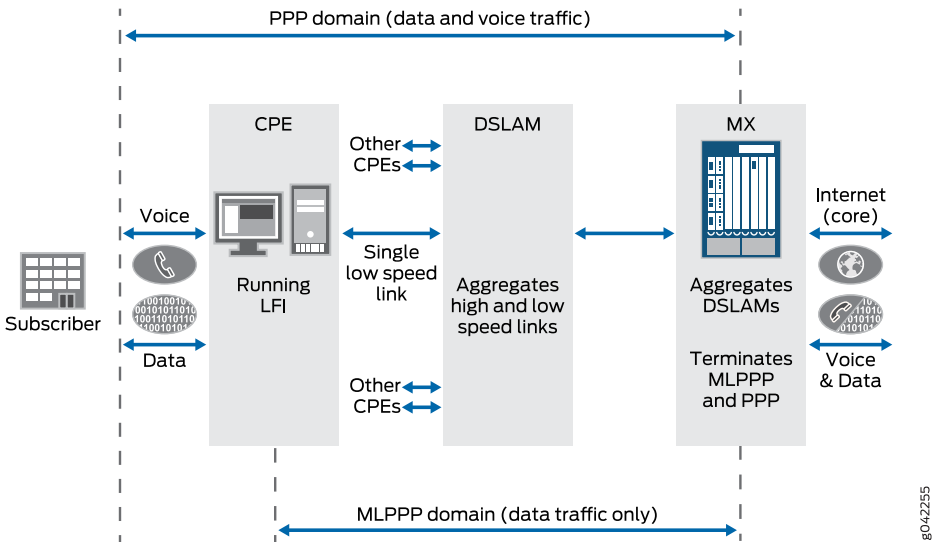 PPP domain (data and voice traffic)
CPE
DSLAM
MX
Other
CPEs
Voice
Single
low speed
link
Internet
(core)
Subscriber
Running
LFI
Aggregates
high and low
speed links
Aggregates
DSLAMs
Data
Other
CPEs
Terminates
MLPPP
and PPP
Voice
& Data
MLPPP domain (data traffic only)
g042255